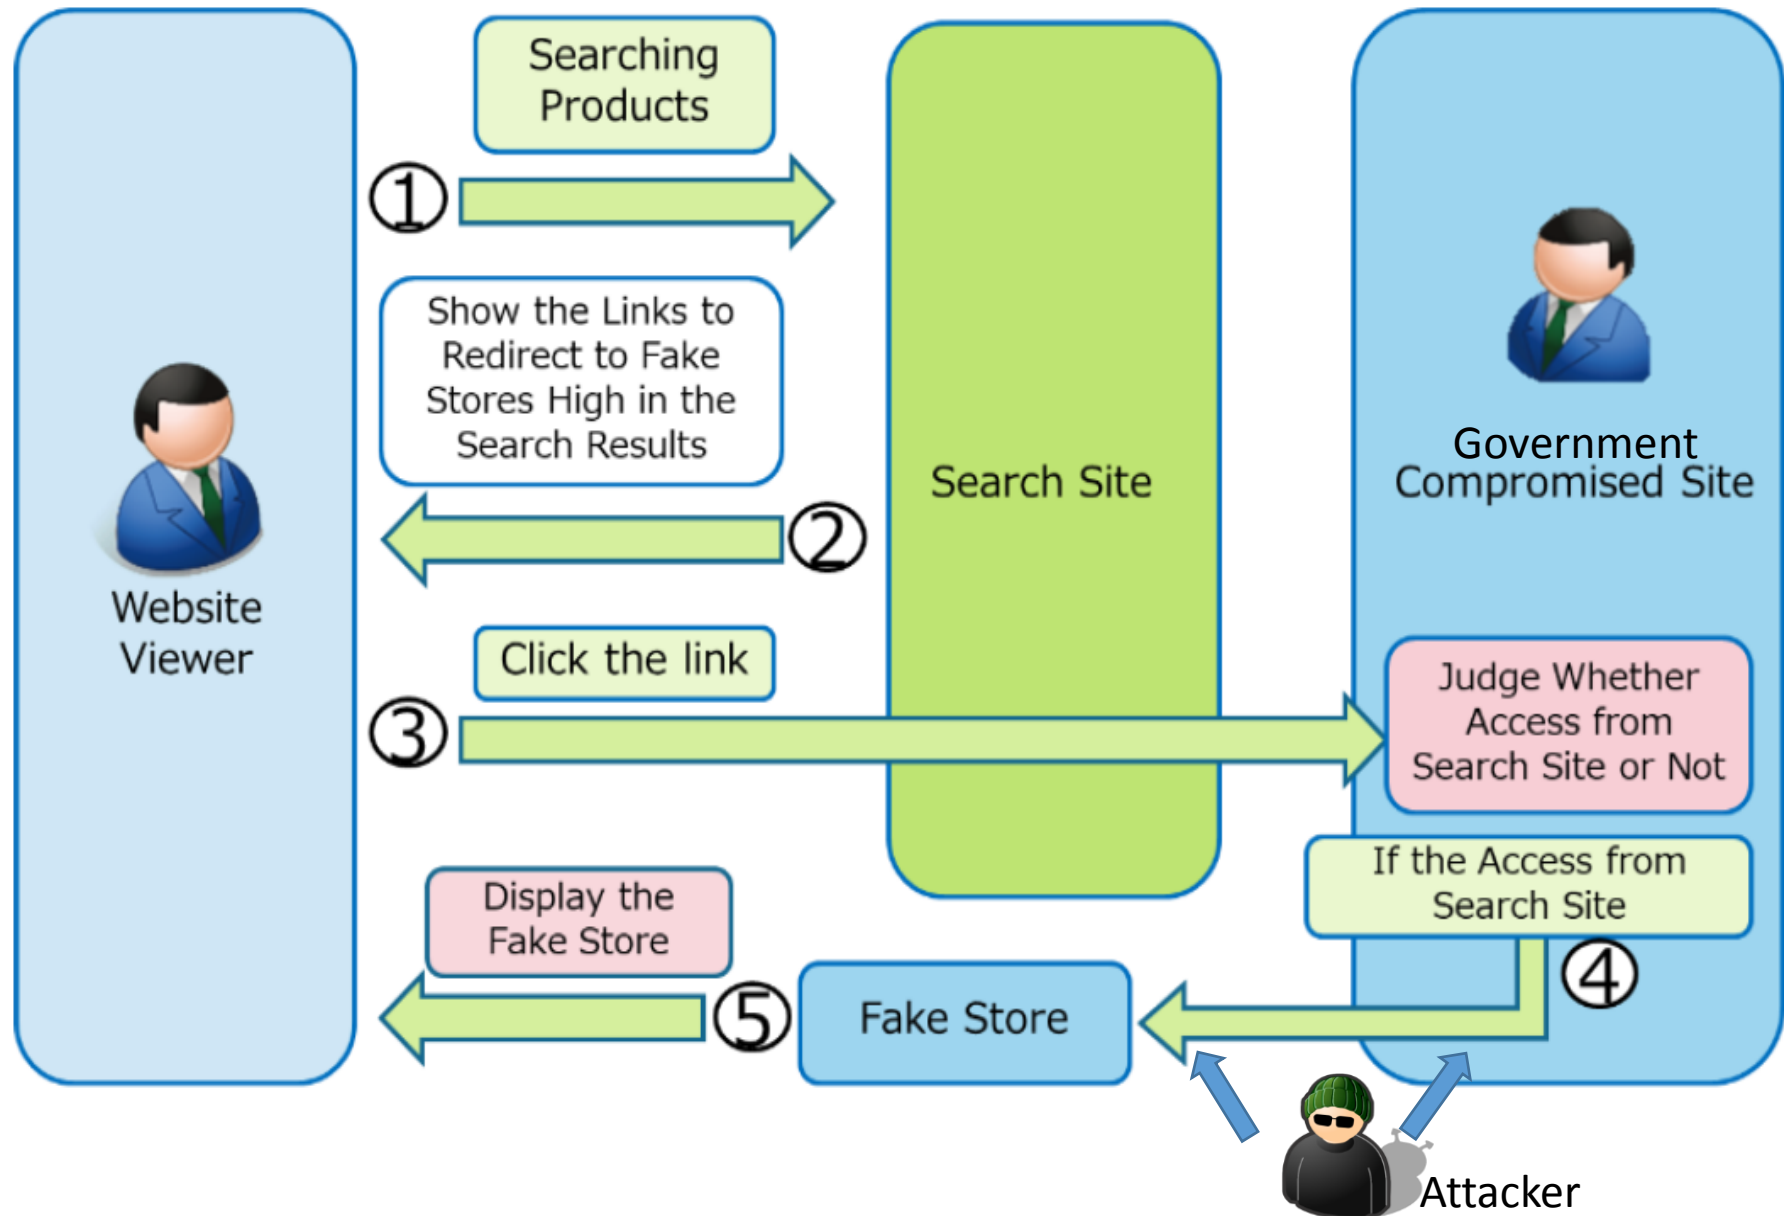 Searching
Products
①
Show the Links to
Redirect to Fake
Stores High in the
Search Results
②
Website
Viewer
Search Site
Government
Compromised Site
Click the link
③
Judge Whether
Access from
Search Site or Not
If the Access from
Search Site
④
Display the
Fake Store
⑤
Fake Store
Attacker